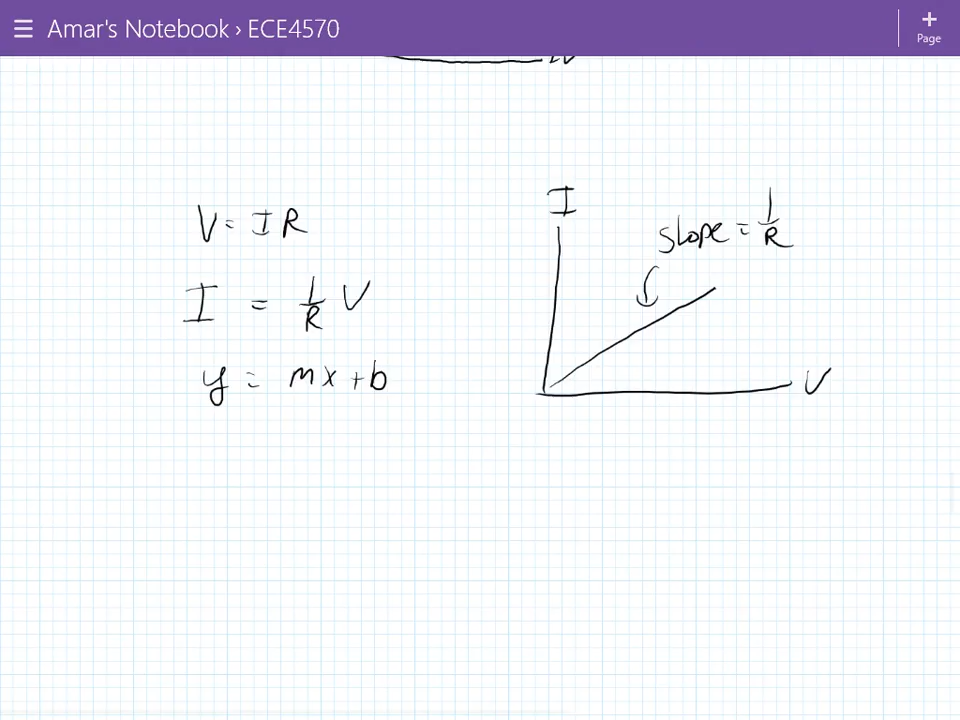 Amar's Notebook › ECE4570
Page
V = IR
I = 1/R V
y = mx + b
I
slope = 1/R
V